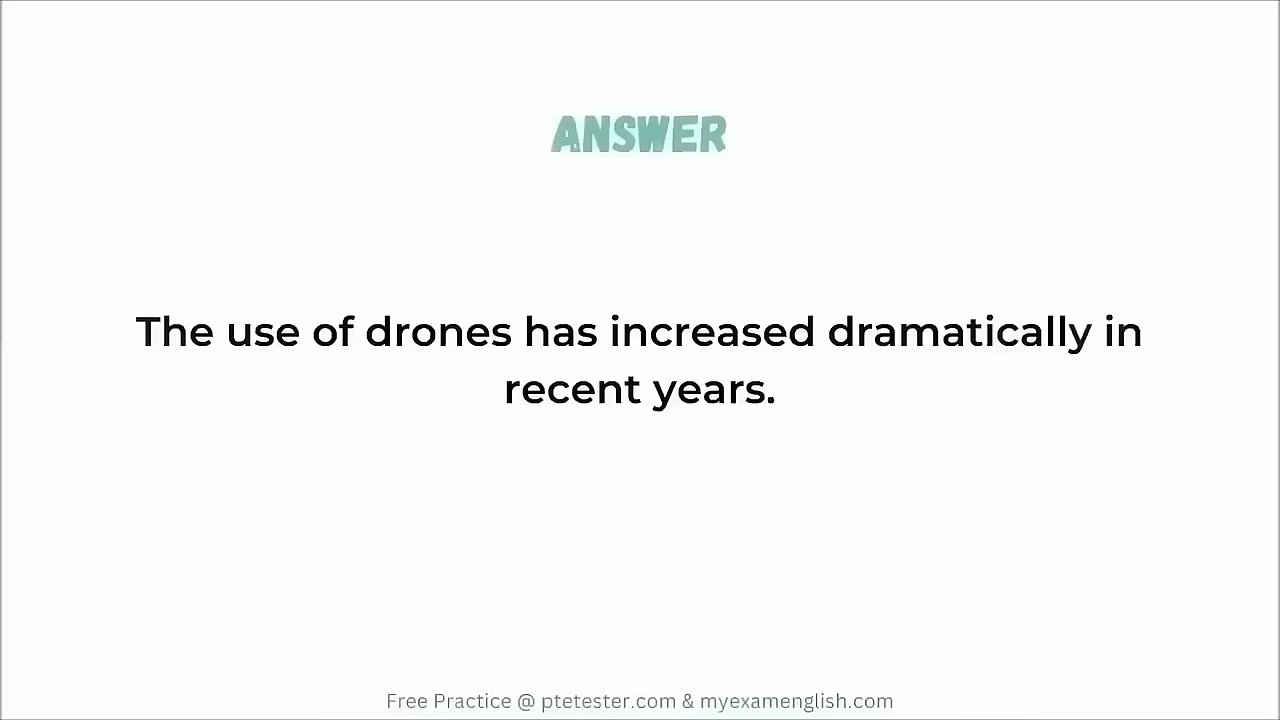 ANSWER
The use of drones has increased dramatically in
recent years.
Free Practice @ ptetester.com & myexamenglish.com